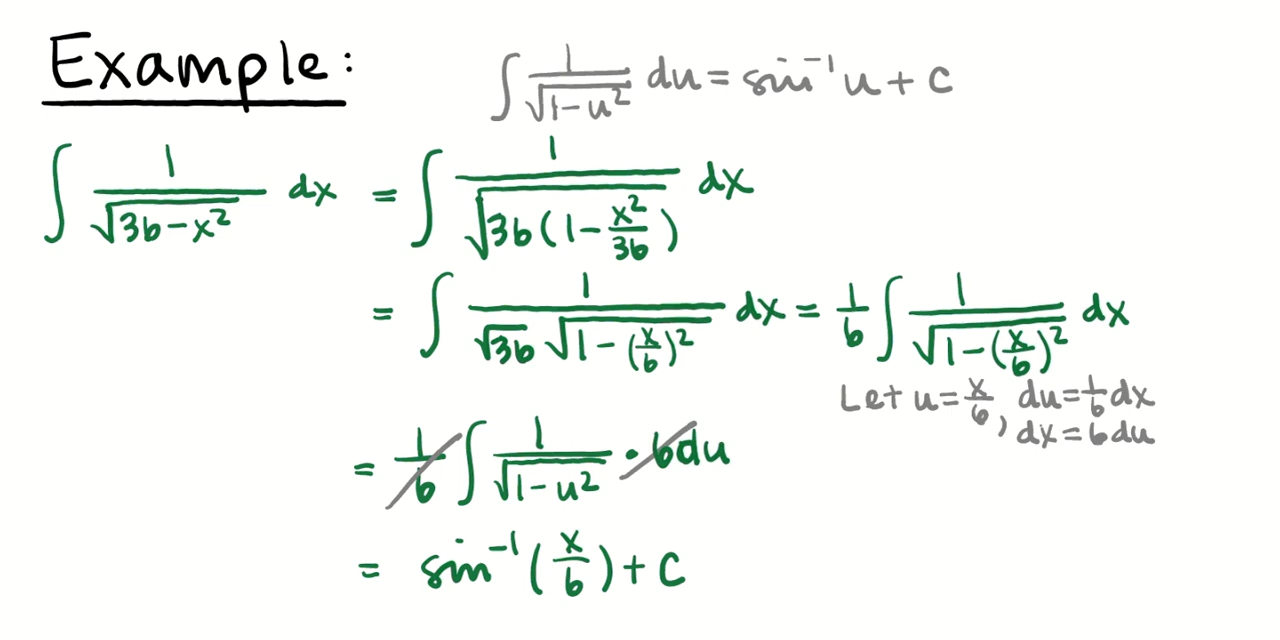 Example:
∫ 1/√(1-u²) du = sin⁻¹u + c
∫ 1/√(36-x²) dx = ∫ 1/√(36(1-x²/36)) dx
= ∫ 1/(√36 √(1-(x/6)²)) dx = 1/6 ∫ 1/√(1-(x/6)²) dx
Let u=x/6, du=1/6 dx
dx=6du
= 1/6 ∫ 1/√(1-u²) · 6du
= sin⁻¹(x/6)+c